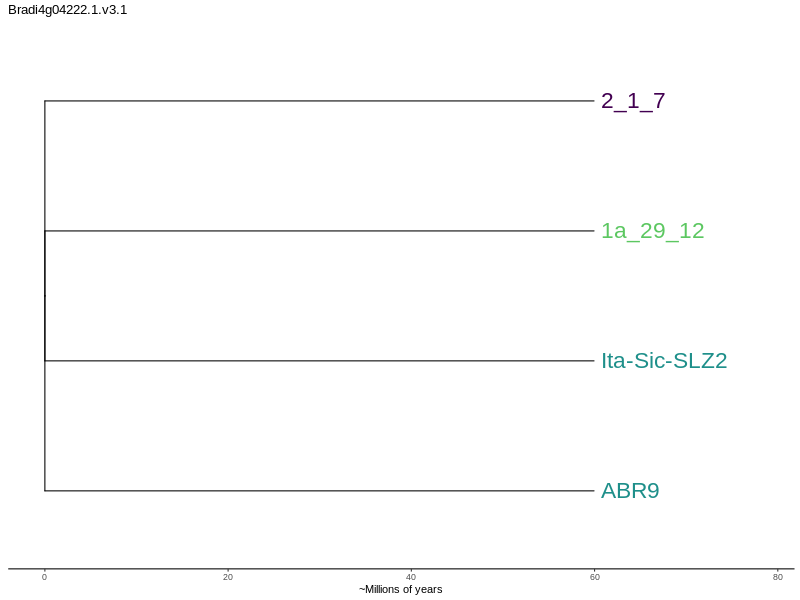 Bradi4g04222.1.v3.1
2_1_7
1a_29_12
Ita-Sic-SLZ2
ABR9
0 20 40 60 80
~Millions of years